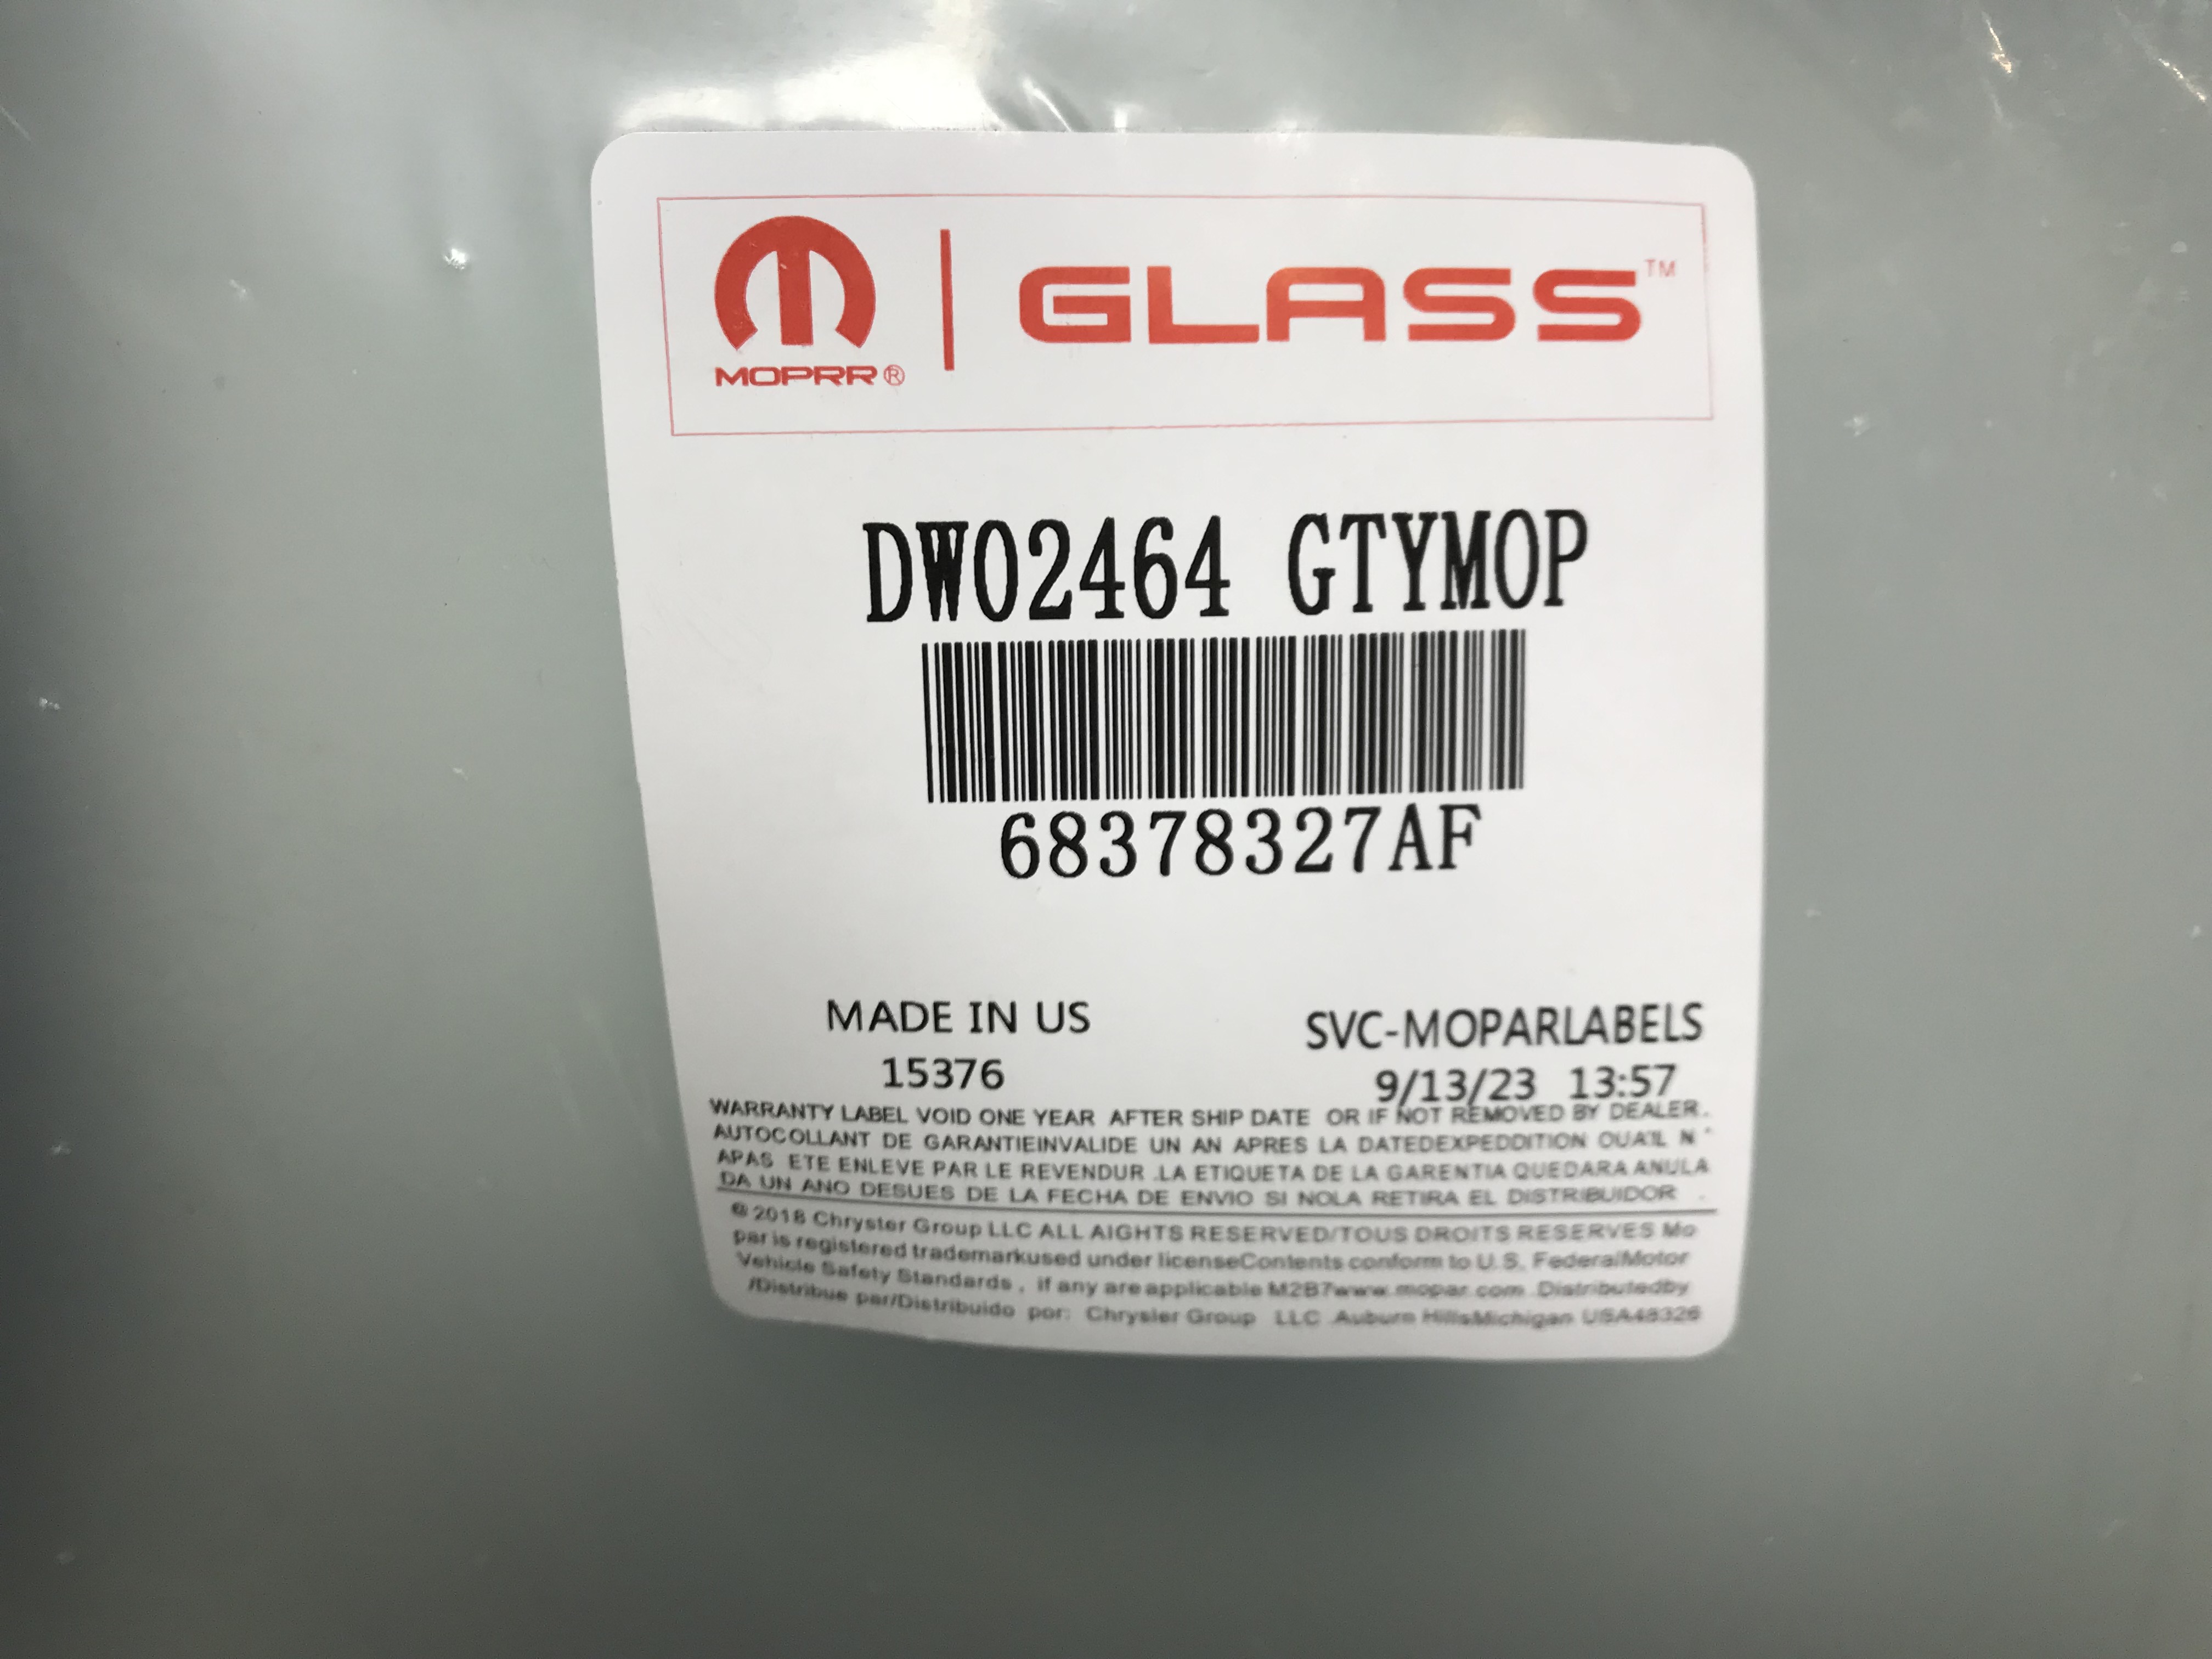 MOPRR®
GLASS™
DW02464 GTYMOP
68378327AF
MADE IN US
15376
SVC-MOPARLABELS
9/13/23 13:57
WARRANTY LABEL VOID ONE YEAR AFTER SHIP DATE OR IF NOT REMOVED BY DEALER.
AUTOCOLLANT DE GARANTIEINVALIDE UN AN APRES LA DATEDEXPEDDITION OUA'IL N '
APAS ETE ENLEVE PAR LE REVENDUR .LA ETIQUETA DE LA GARENTIA QUEDARA ANULA
DA UN ANO DESUES DE LA FECHA DE ENVIO SI NOLA RETIRA EL DISTRIBUIDOR .
@ 2018 Chryster Group LLC ALL AIGHTS RESERVED/TOUS DROITS RESERVES Mo
par is registered trademarkused under licenseContents conform to U.S. FederalMotor
Vehicle Safety Standards , if any are applicable M2B7www.mopar.com .Distributedby
/Distribue par/Distribuido por: Chrysler Group LLC Auburn HillsMichigan USA48326